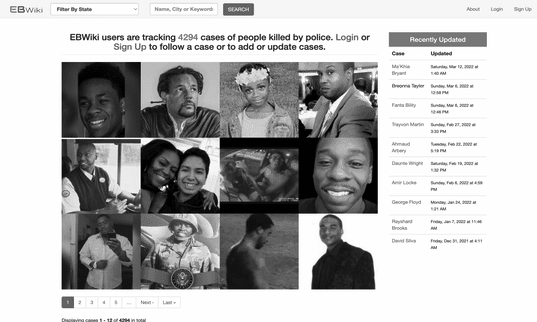 EBWiki
Filter By State
Name, City or Keyword
SEARCH
About
Login
Sign Up
EBWiki users are tracking 4294 cases of people killed by police. Login or
Sign Up to follow a case or to add or update cases.
Recently Updated
Case Updated
Ma'Khia Bryant Saturday, Mar 12, 2022 at 1:40 AM
Breonna Taylor Sunday, Mar 6, 2022 at 12:58 PM
Fanta Bility Sunday, Mar 6, 2022 at 12:46 PM
Trayvon Martin Sunday, Feb 27, 2022 at 3:33 PM
Ahmaud Arbery Tuesday, Feb 22, 2022 at 5:19 PM
Daunte Wright Saturday, Feb 19, 2022 at 1:32 PM
Amir Locke Sunday, Feb 6, 2022 at 4:59 PM
George Floyd Monday, Jan 24, 2022 at 1:21 AM
Rayshard Brooks Friday, Jan 7, 2022 at 11:46 AM
David Silva Friday, Dec 31, 2021 at 4:11 AM
1 2 3 4 5 … Next › Last »
Displaying cases 1 - 12 of 4294 in total